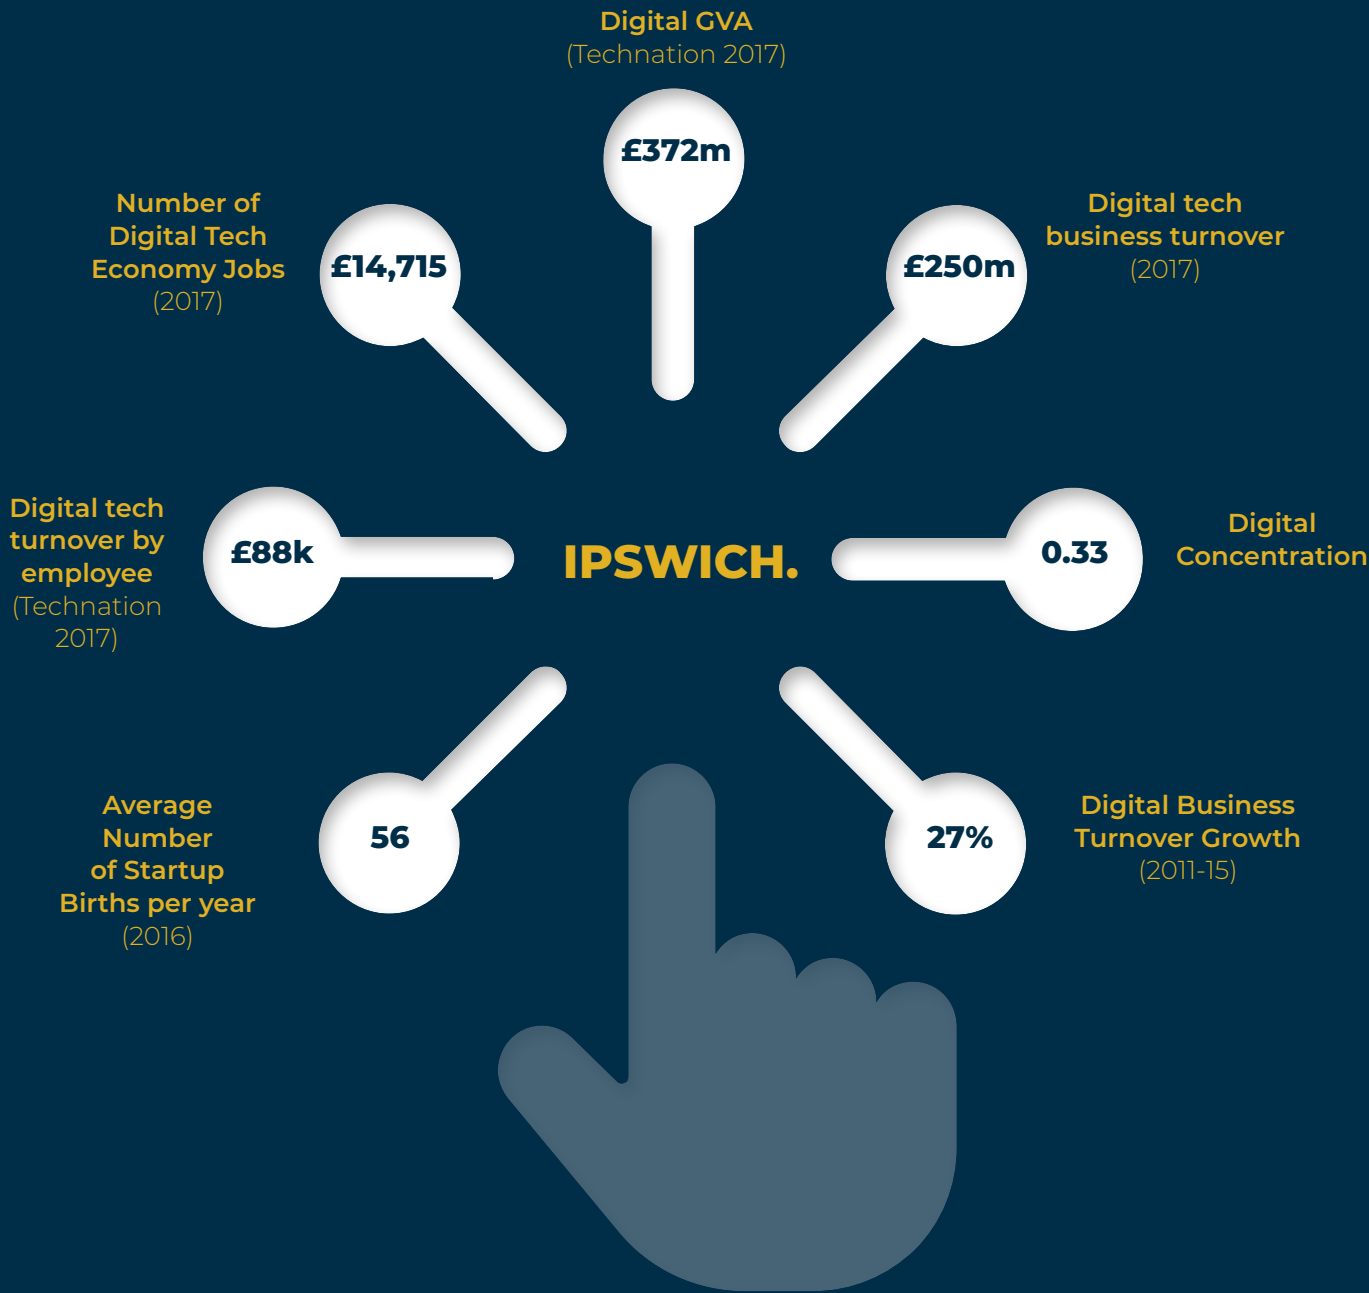 Digital GVA
(Technation 2017)
£372m
Number of
Digital Tech
Economy Jobs
(2017)
£14,715
Digital tech
business turnover
(2017)
£250m
Digital tech
turnover by
employee
(Technation
2017)
£88k
IPSWICH.
0.33
Digital
Concentration
Average
Number
of Startup
Births per year
(2016)
56
27%
Digital Business
Turnover Growth
(2011-15)